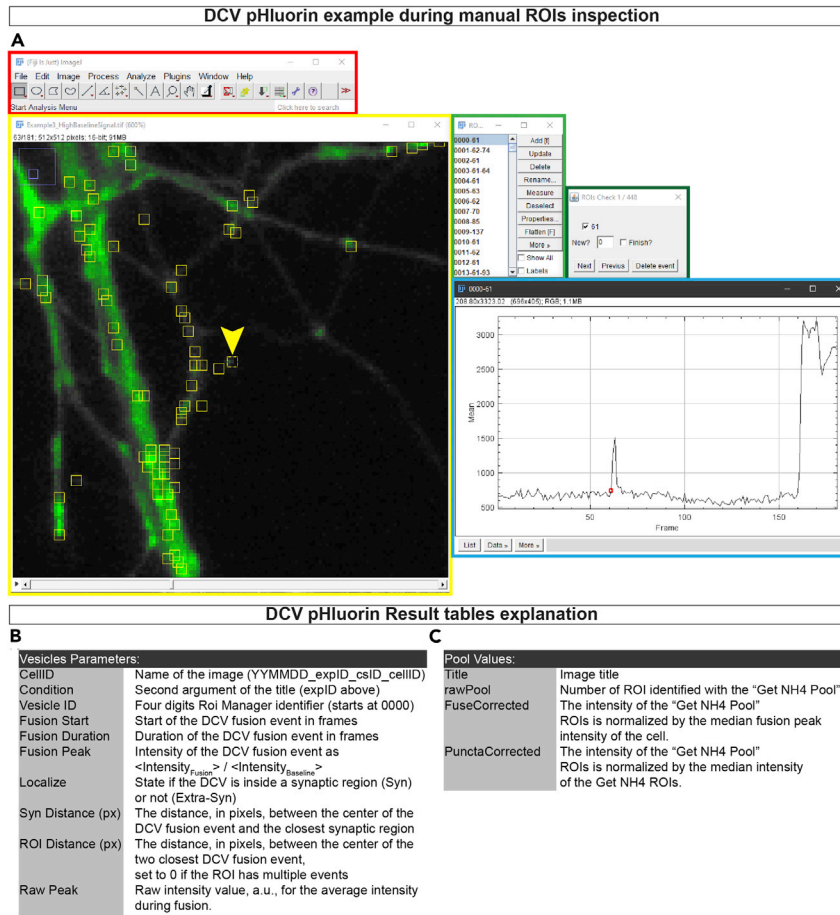 DCV pHluorin example during manual ROIs inspection
A
(Fiji Is Just) ImageJ
File Edit Image Process Analyze Plugins Window Help
Start Analysis Menu
Click here to search
Example3_HighBaselineSignal.tif (600%)
63/181; 512x512 pixels; 16-bit; 91MB
RO...
0000-61
0001-62-74
0002-61
0003-61-64
0004-61
0005-63
0006-62
0007-70
0008-85
0009-137
0010-61
0011-62
0012-61
0013-61-93
Add [t]
Update
Delete
Rename...
Measure
Deselect
Properties...
Flatten [F]
More »
Show All
Labels
ROIs Check 1 / 448
61
New? 0 Finish?
Next Previus Delete event
0000-61
208.80x3323.02 (696x405); RGB; 1.1MB
3000
2500
2000
1500
1000
500
Mean
50 100 150
Frame
List Data » More »
DCV pHluorin Result tables explanation
B
Vesicles Parameters:
CellID Name of the image (YYMMDD_expID_csID_cellID)
Condition Second argument of the title (expID above)
Vesicle ID Four digits Roi Manager identifier (starts at 0000)
Fusion Start Start of the DCV fusion event in frames
Fusion Duration Duration of the DCV fusion event in frames
Fusion Peak Intensity of the DCV fusion event as
<Intensity Fusion> / <Intensity Baseline>
Localize State if the DCV is inside a synaptic region (Syn)
or not (Extra-Syn)
Syn Distance (px) The distance, in pixels, between the center of the
DCV fusion event and the closest synaptic region
ROI Distance (px) The distance, in pixels, between the center of the
two closest DCV fusion event,
set to 0 if the ROI has multiple events
Raw Peak Raw intensity value, a.u., for the average intensity
during fusion.
C
Pool Values:
Title Image title
rawPool Number of ROI identified with the “Get NH4 Pool”
FuseCorrected The intensity of the “Get NH4 Pool”
ROIs is normalized by the median fusion peak
intensity of the cell.
PunctaCorrected The intensity of the “Get NH4 Pool”
ROIs is normalized by the median intensity
of the Get NH4 ROIs.